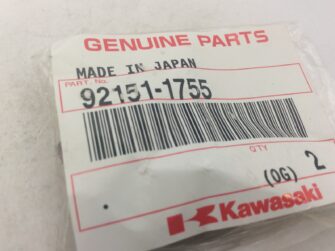 GENUINE PARTS
MADE IN JAPAN
PART. No.
92151-1755
QTY
(OG) 2
Kawasaki